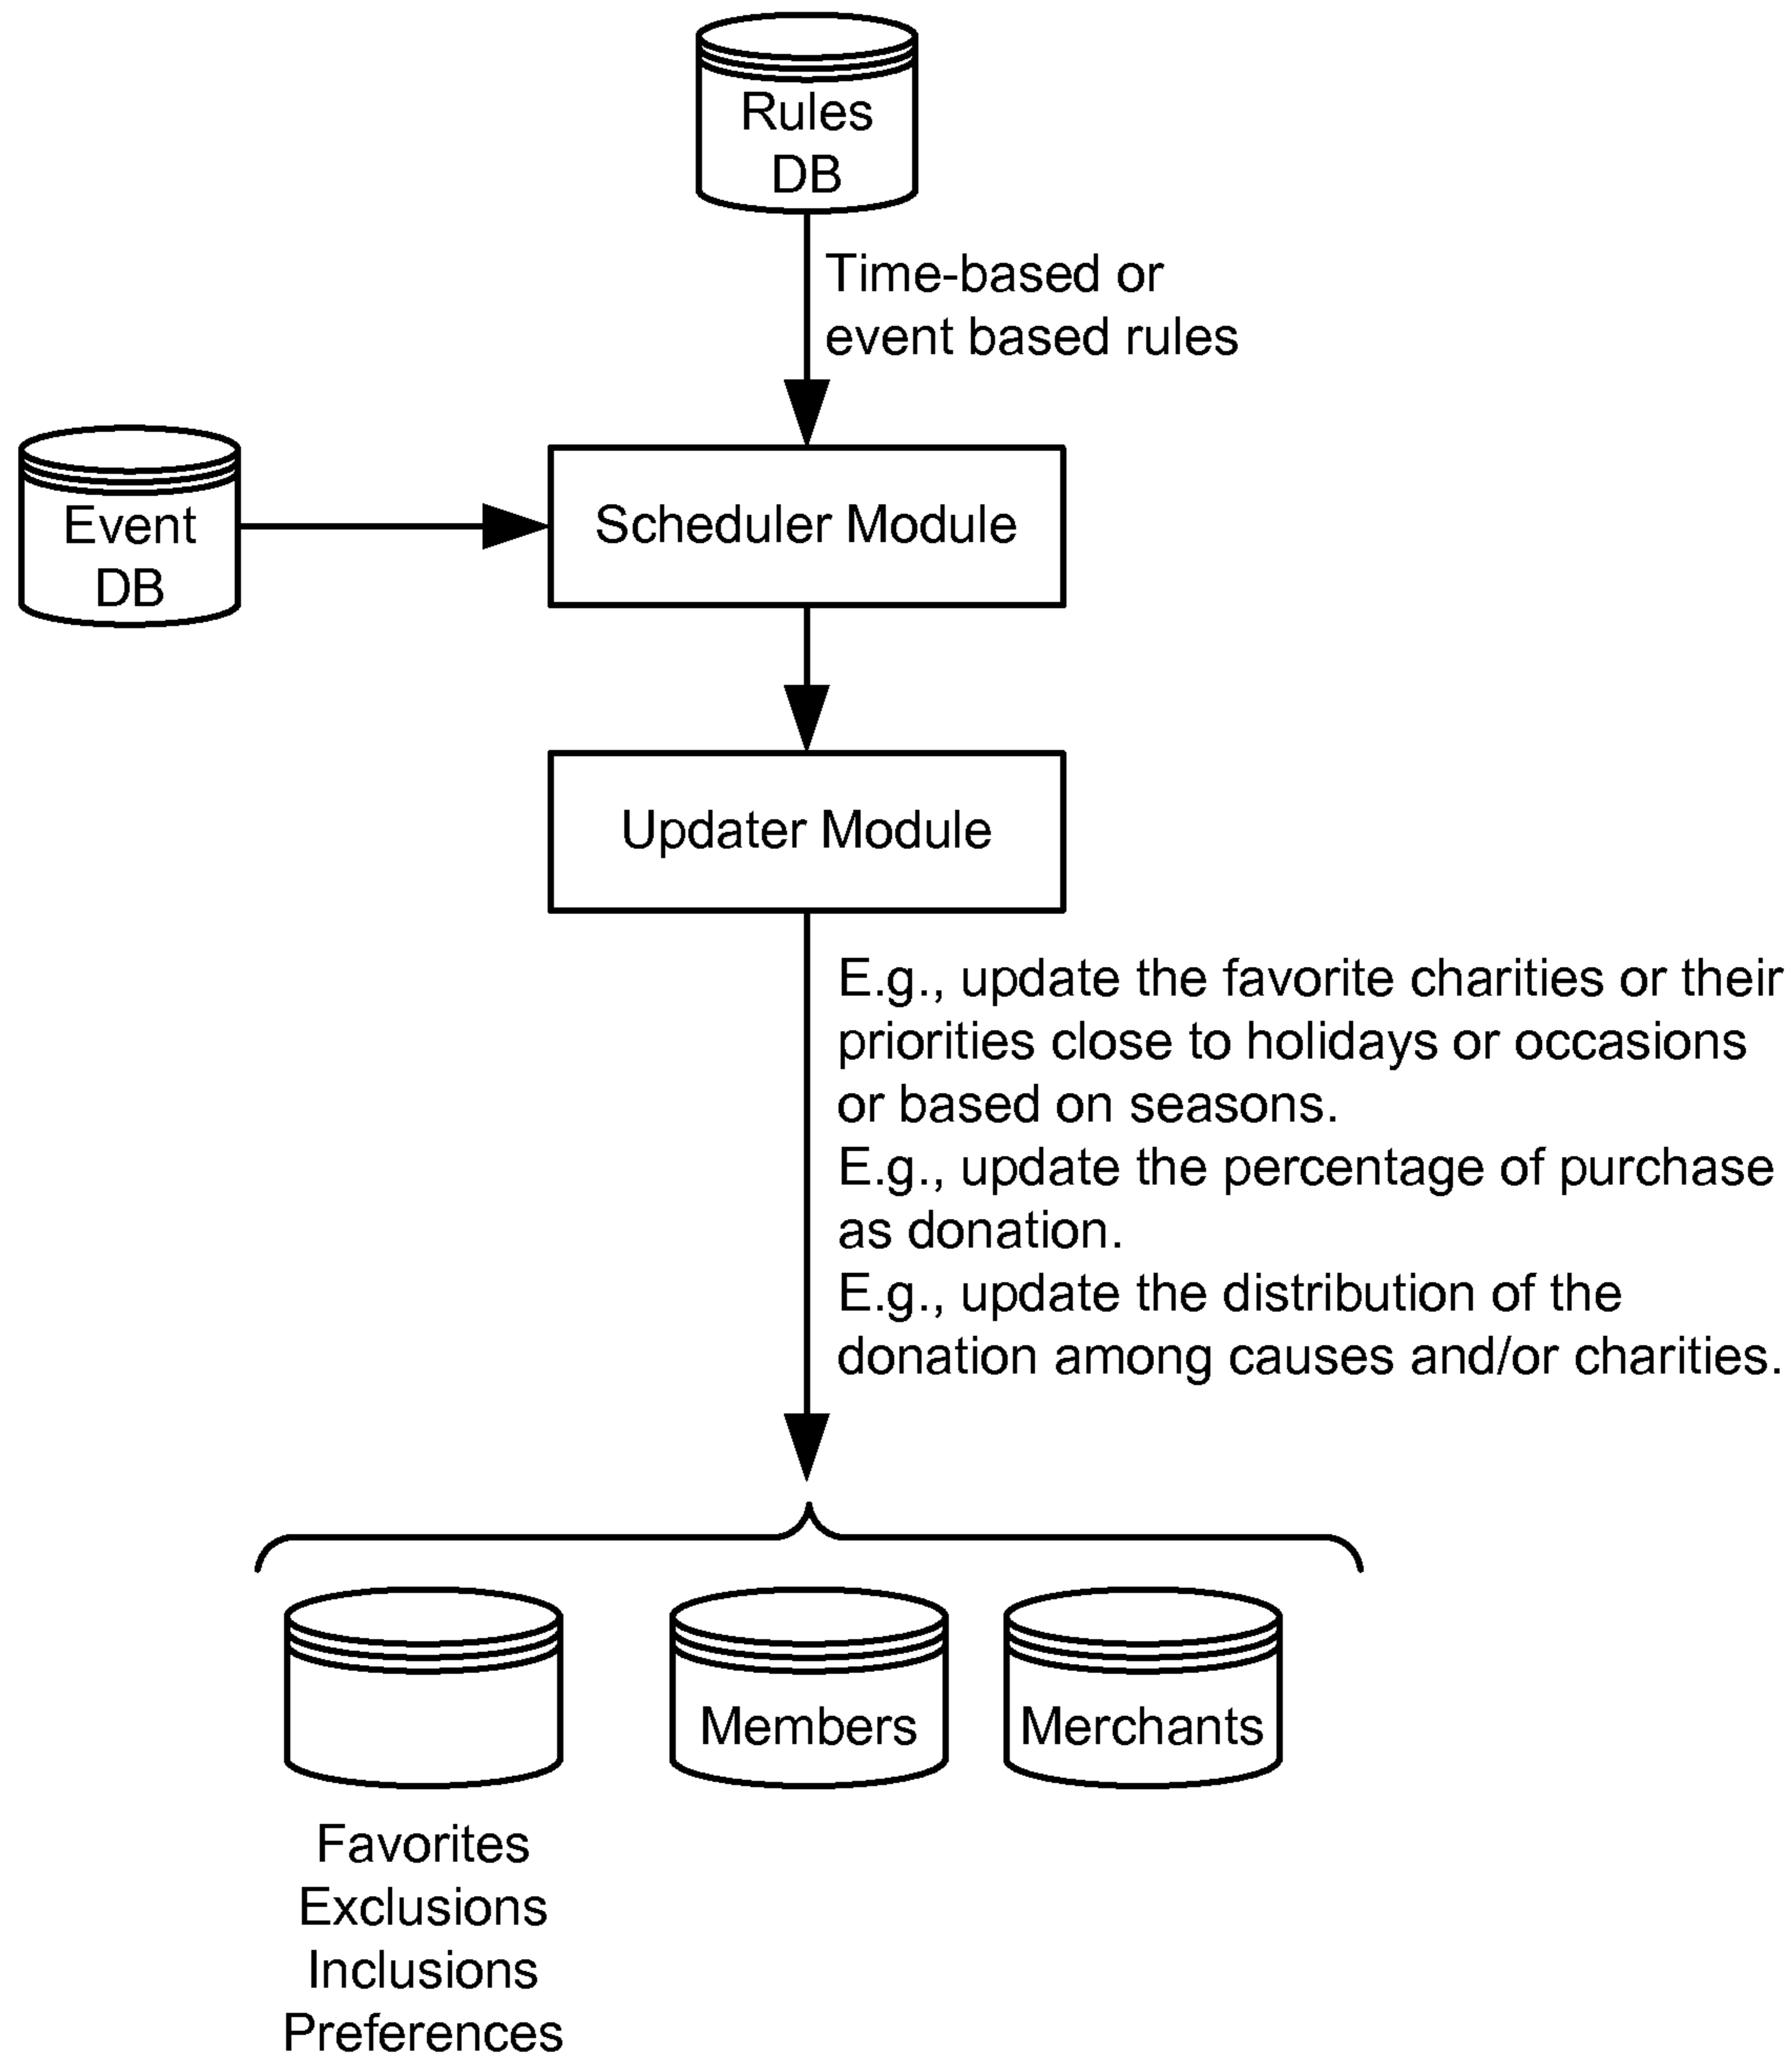 Rules
DB
Time-based or
event based rules
Event
DB
Scheduler Module
Updater Module
E.g., update the favorite charities or their
priorities close to holidays or occasions
or based on seasons.
E.g., update the percentage of purchase
as donation.
E.g., update the distribution of the
donation among causes and/or charities.
Members
Merchants
Favorites
Exclusions
Inclusions
Preferences